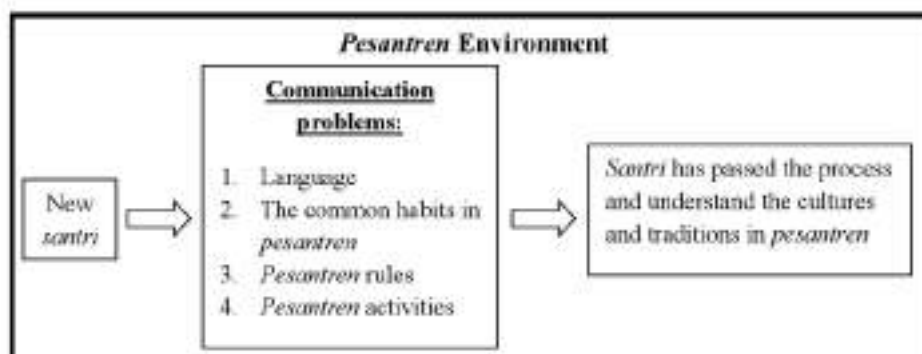 Pesantren Environment
New
santri
Communication
problems:
1. Language
2. The common habits in
pesantren
3. Pesantren rules
4. Pesantren activities
Santri has passed the process
and understand the cultures
and traditions in pesantren